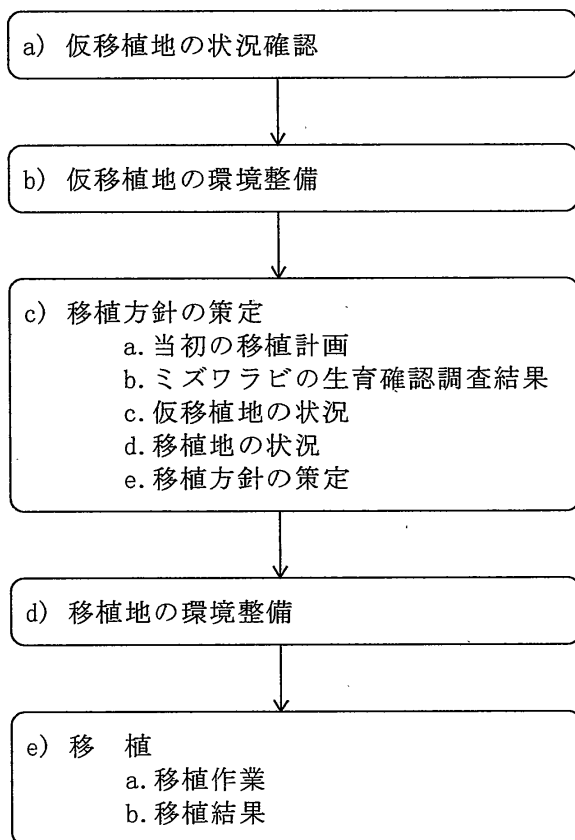 a) 仮移植地の状況確認
b) 仮移植地の環境整備
c) 移植方針の策定
a. 当初の移植計画
b. ミズワラビの生育確認調査結果
c. 仮移植地の状況
d. 移植地の状況
e. 移植方針の策定
d) 移植地の環境整備
e) 移　植
a. 移植作業
b. 移植結果